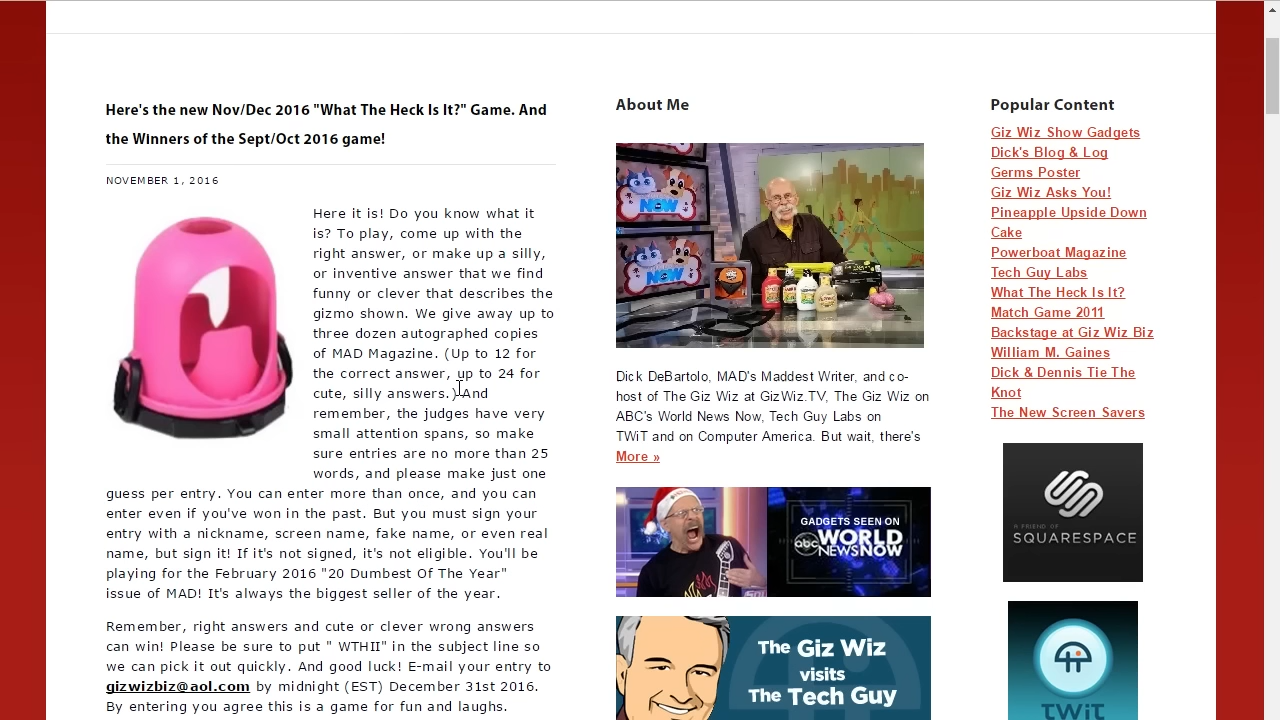 Here's the new Nov/Dec 2016 "What The Heck Is It?" Game. And
the Winners of the Sept/Oct 2016 game!
NOVEMBER 1, 2016
Here it is! Do you know what it
is? To play, come up with the
right answer, or make up a silly,
or inventive answer that we find
funny or clever that describes the
gizmo shown. We give away up to
three dozen autographed copies
of MAD Magazine. (Up to 12 for
the correct answer, up to 24 for
cute, silly answers.) And
remember, the judges have very
small attention spans, so make
sure entries are no more than 25
words, and please make just one
guess per entry. You can enter more than once, and you can
enter even if you've won in the past. But you must sign your
entry with a nickname, screen name, fake name, or even real
name, but sign it! If it's not signed, it's not eligible. You'll be
playing for the February 2016 "20 Dumbest Of The Year"
issue of MAD! It's always the biggest seller of the year.
Remember, right answers and cute or clever wrong answers
can win! Please be sure to put " WTHII" in the subject line so
we can pick it out quickly. And good luck! E-mail your entry to
gizwizbiz@aol.com by midnight (EST) December 31st 2016.
By entering you agree this is a game for fun and laughs.
About Me
NOW
NOW
Dick DeBartolo, MAD's Maddest Writer, and co-
host of The Giz Wiz at GizWiz.TV, The Giz Wiz on
ABC's World News Now, Tech Guy Labs on
TWiT and on Computer America. But wait, there's
More »
GADGETS SEEN ON
abc WORLD
NEWS NOW
The Giz Wiz
visits
The Tech Guy
Popular Content
Giz Wiz Show Gadgets
Dick's Blog & Log
Germs Poster
Giz Wiz Asks You!
Pineapple Upside Down
Cake
Powerboat Magazine
Tech Guy Labs
What The Heck Is It?
Match Game 2011
Backstage at Giz Wiz Biz
William M. Gaines
Dick & Dennis Tie The
Knot
The New Screen Savers
A FRIEND OF
SQUARESPACE
TWiT